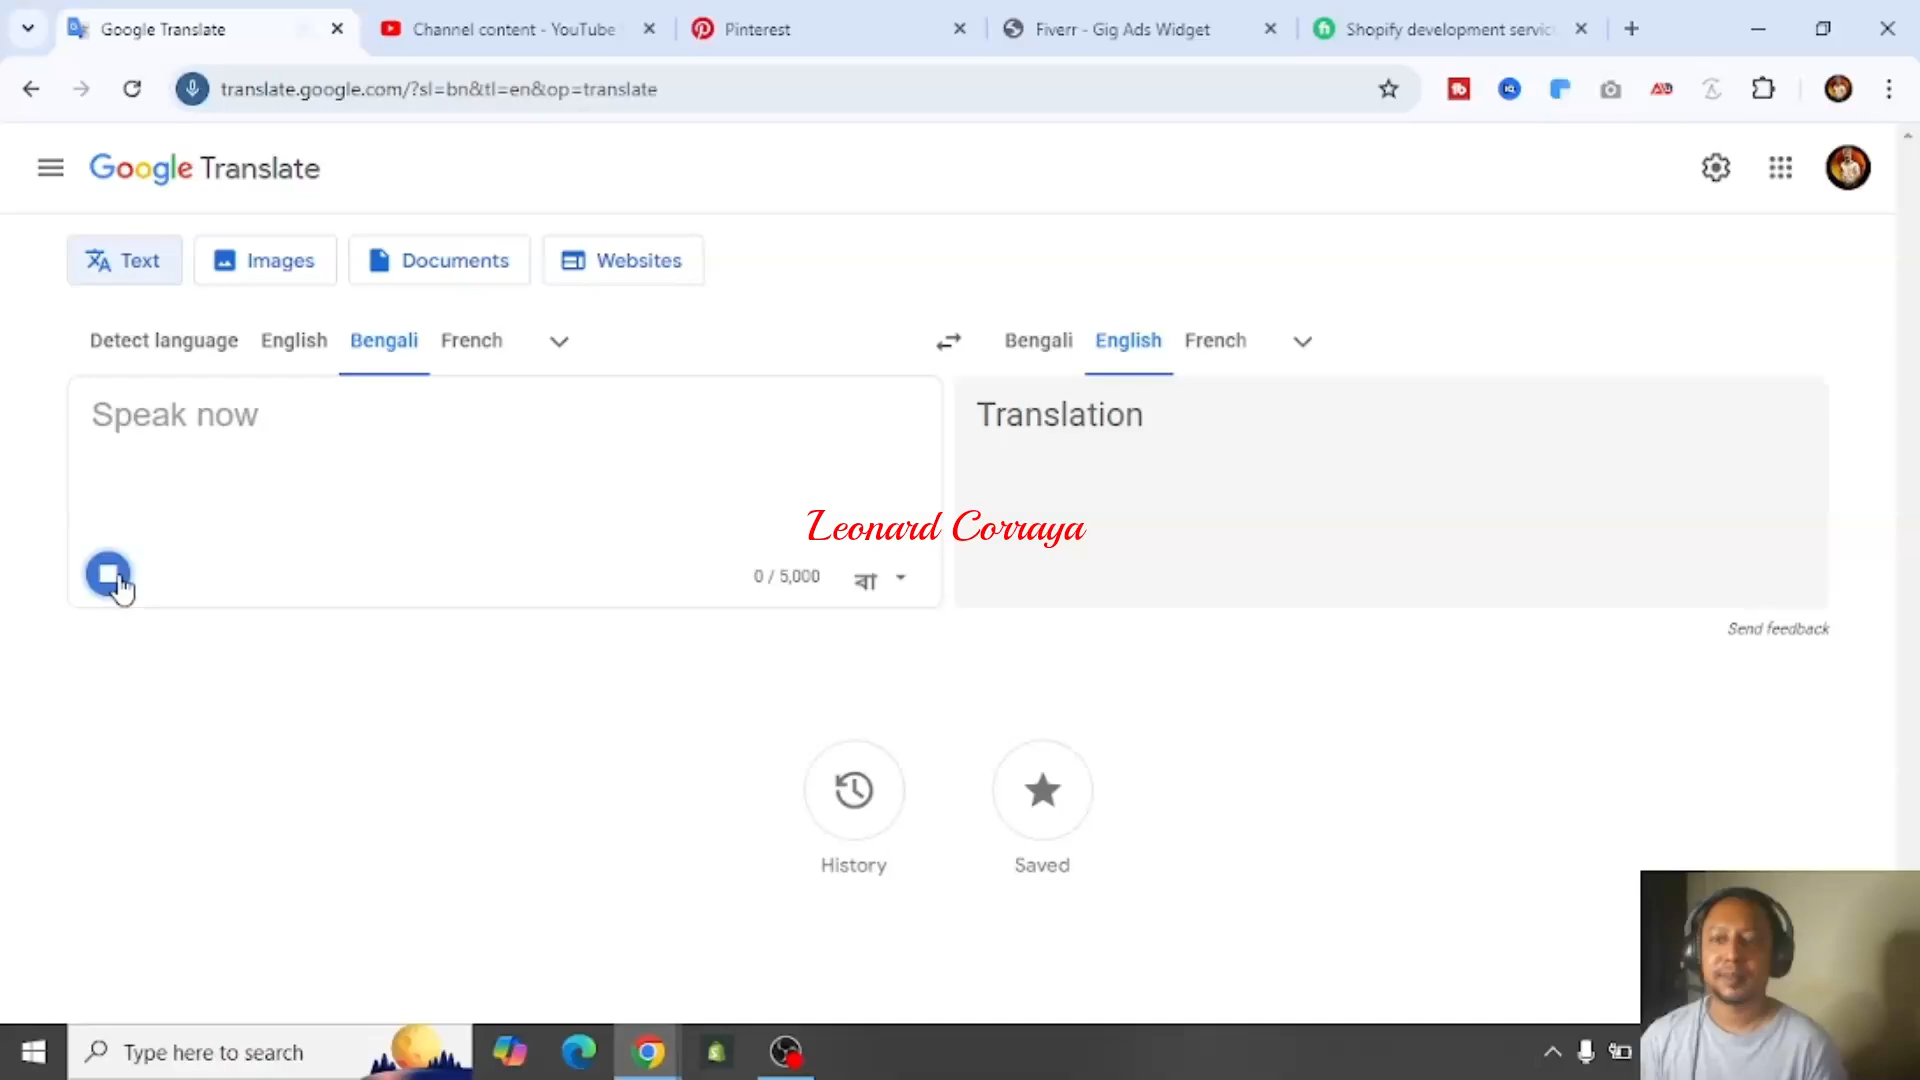 Google Translate
Channel content - YouTube
Pinterest
Fiverr - Gig Ads Widget
Shopify development servic
translate.google.com/?sl=bn&tl=en&op=translate
Google Translate
Text
Images
Documents
Websites
Detect language
English
Bengali
French
Bengali
English
French
Speak now
Translation
Leonard Corraya
0 / 5,000
বা
Send feedback
History
Saved
Type here to search